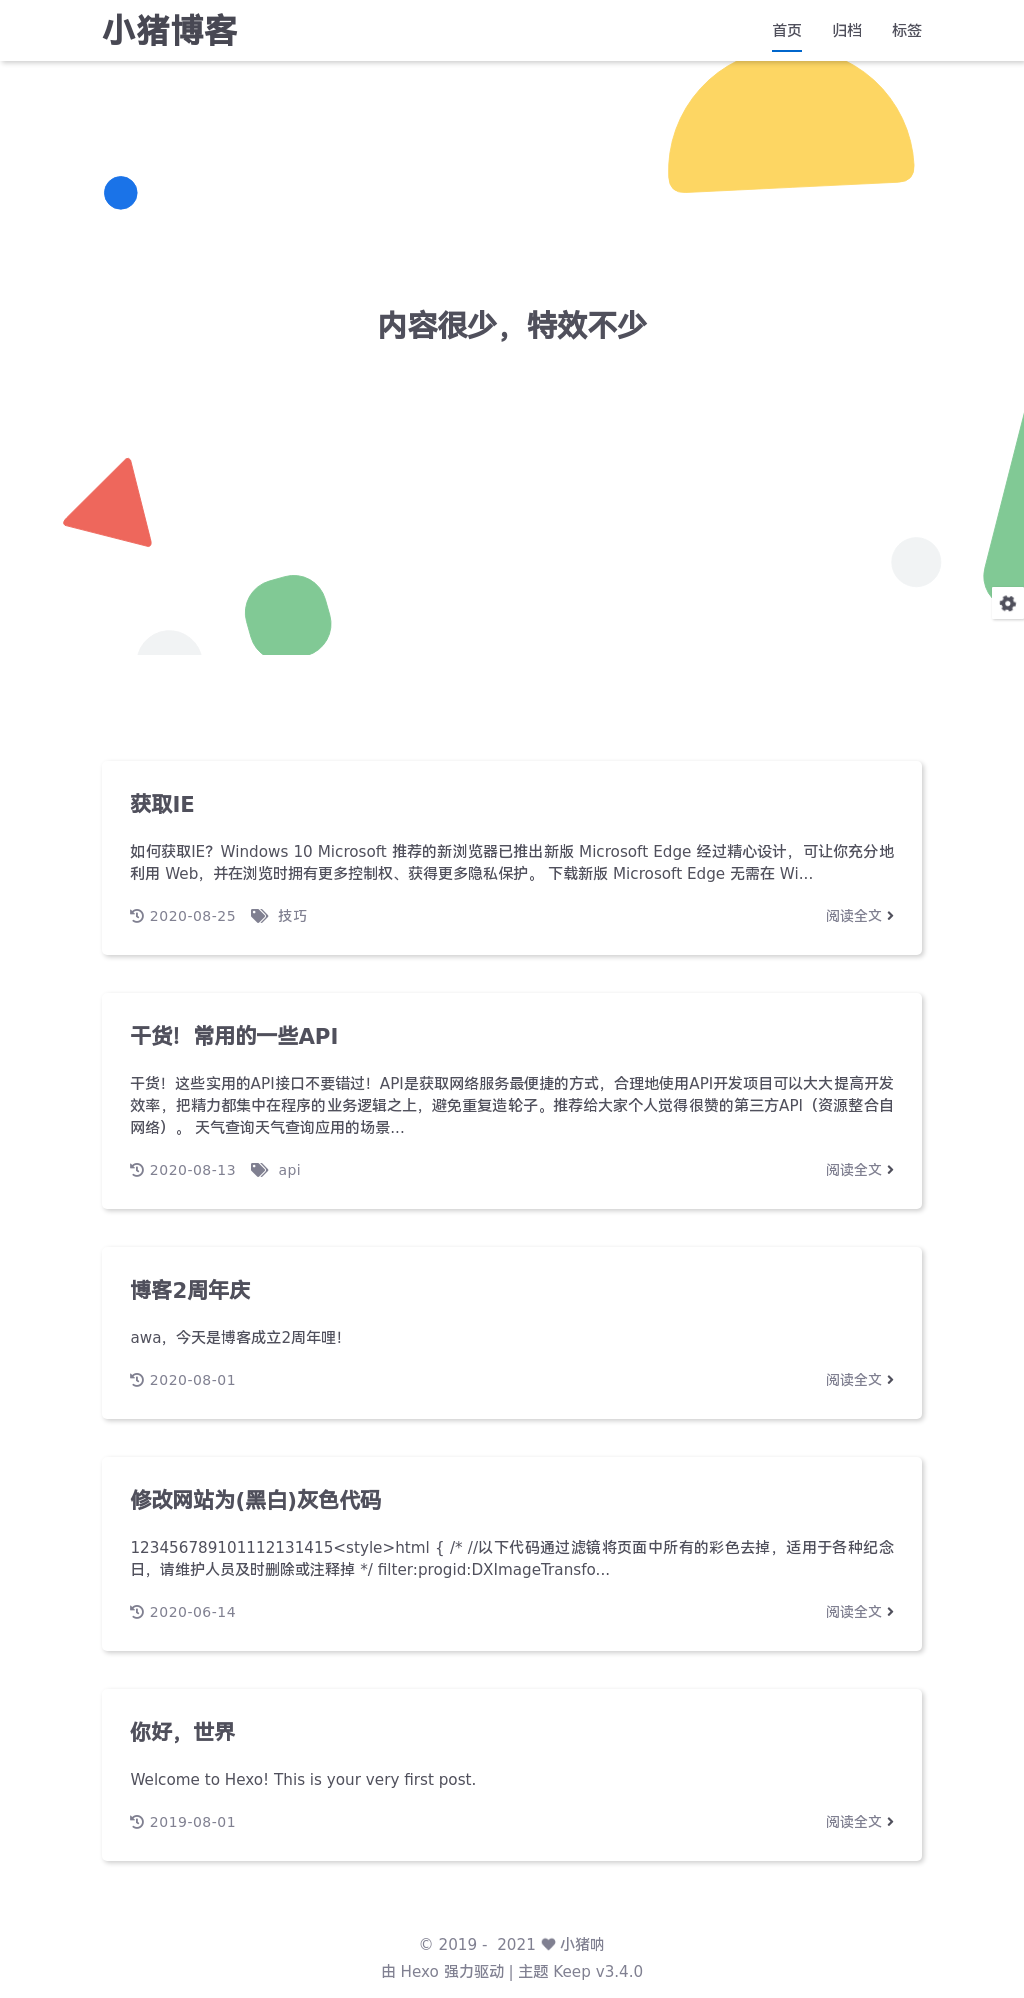 小猪博客
首页 归档 标签
内容很少，特效不少
获取IE
如何获取IE？Windows 10 Microsoft 推荐的新浏览器已推出新版 Microsoft Edge 经过精心设计，可让你充分地
利用 Web，并在浏览时拥有更多控制权、获得更多隐私保护。 下载新版 Microsoft Edge 无需在 Wi...
2020-08-25 技巧 阅读全文
干货！常用的一些API
干货！这些实用的API接口不要错过！API是获取网络服务最便捷的方式，合理地使用API开发项目可以大大提高开发
效率，把精力都集中在程序的业务逻辑之上，避免重复造轮子。推荐给大家个人觉得很赞的第三方API（资源整合自
网络）。 天气查询天气查询应用的场景...
2020-08-13 api 阅读全文
博客2周年庆
awa，今天是博客成立2周年哩！
2020-08-01 阅读全文
修改网站为(黑白)灰色代码
123456789101112131415<style>html { /* //以下代码通过滤镜将页面中所有的彩色去掉，适用于各种纪念
日，请维护人员及时删除或注释掉 */ filter:progid:DXImageTransfo...
2020-06-14 阅读全文
你好，世界
Welcome to Hexo! This is your very first post.
2019-08-01 阅读全文
© 2019 - 2021 ❤ 小猪呐
由 Hexo 强力驱动 | 主题 Keep v3.4.0